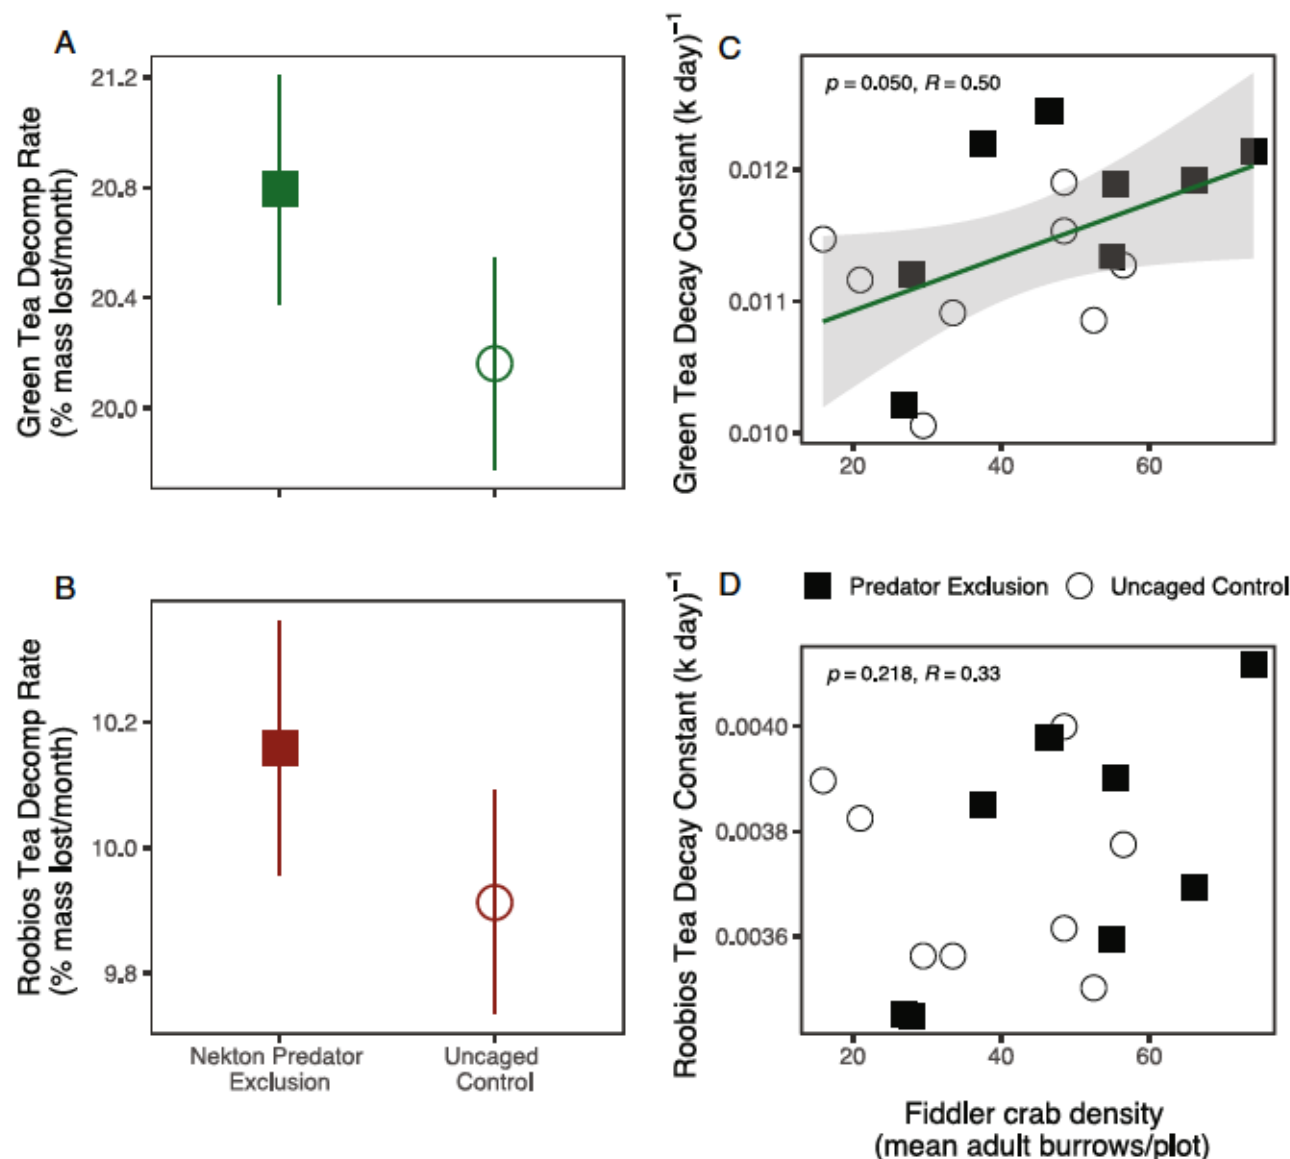 A
Green Tea Decomp Rate
(% mass lost/month)
21.2
20.8
20.4
20.0
C
Green Tea Decay Constant (k day)⁻¹
p = 0.050, R = 0.50
0.012
0.011
0.010
20
40
60
B
Roobios Tea Decomp Rate
(% mass lost/month)
10.2
10.0
9.8
Nekton Predator
Exclusion
Uncaged
Control
D
Predator Exclusion
Uncaged Control
Roobios Tea Decay Constant (k day)⁻¹
p = 0.218, R = 0.33
0.0040
0.0038
0.0036
20
40
60
Fiddler crab density
(mean adult burrows/plot)